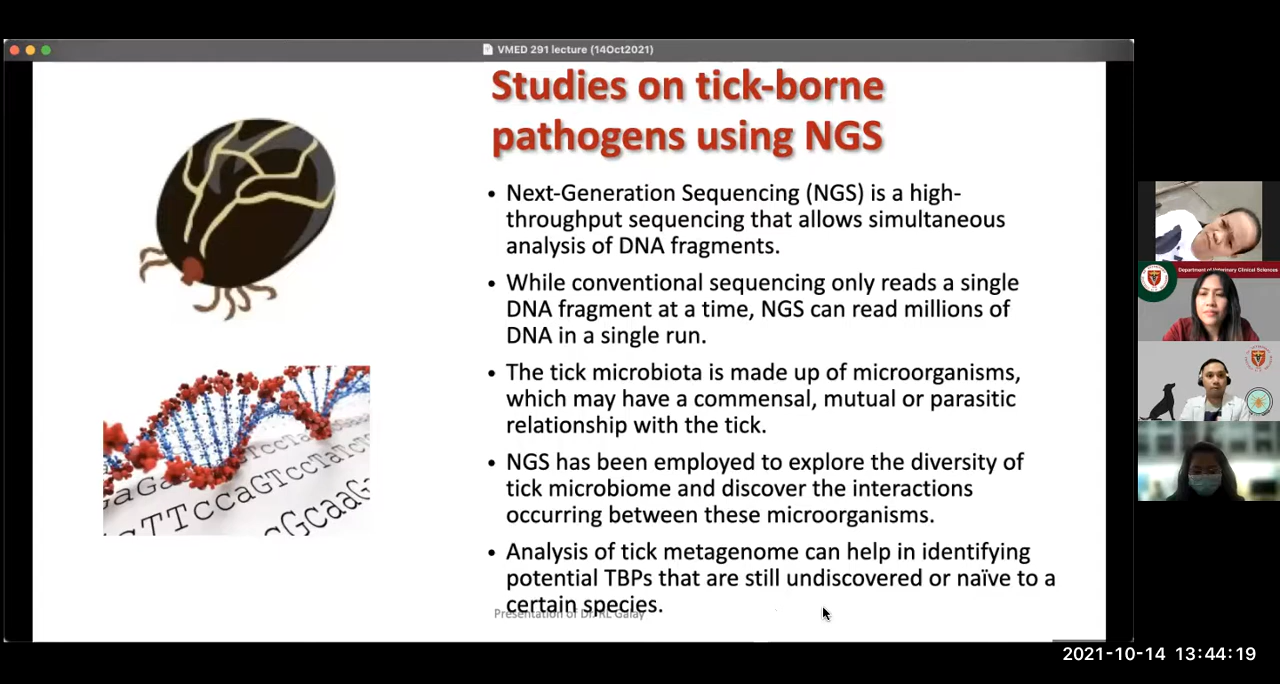 VMED 291 lecture (14Oct2021)
Studies on tick-borne
pathogens using NGS
• Next-Generation Sequencing (NGS) is a high-
throughput sequencing that allows simultaneous
analysis of DNA fragments.
• While conventional sequencing only reads a single
DNA fragment at a time, NGS can read millions of
DNA in a single run.
• The tick microbiota is made up of microorganisms,
which may have a commensal, mutual or parasitic
relationship with the tick.
• NGS has been employed to explore the diversity of
tick microbiome and discover the interactions
occurring between these microorganisms.
• Analysis of tick metagenome can help in identifying
potential TBPs that are still undiscovered or naïve to a
certain species.
Presentation of Dr. RL Galay
Department of Veterinary Clinical Sciences
2021-10-14 13:44:19